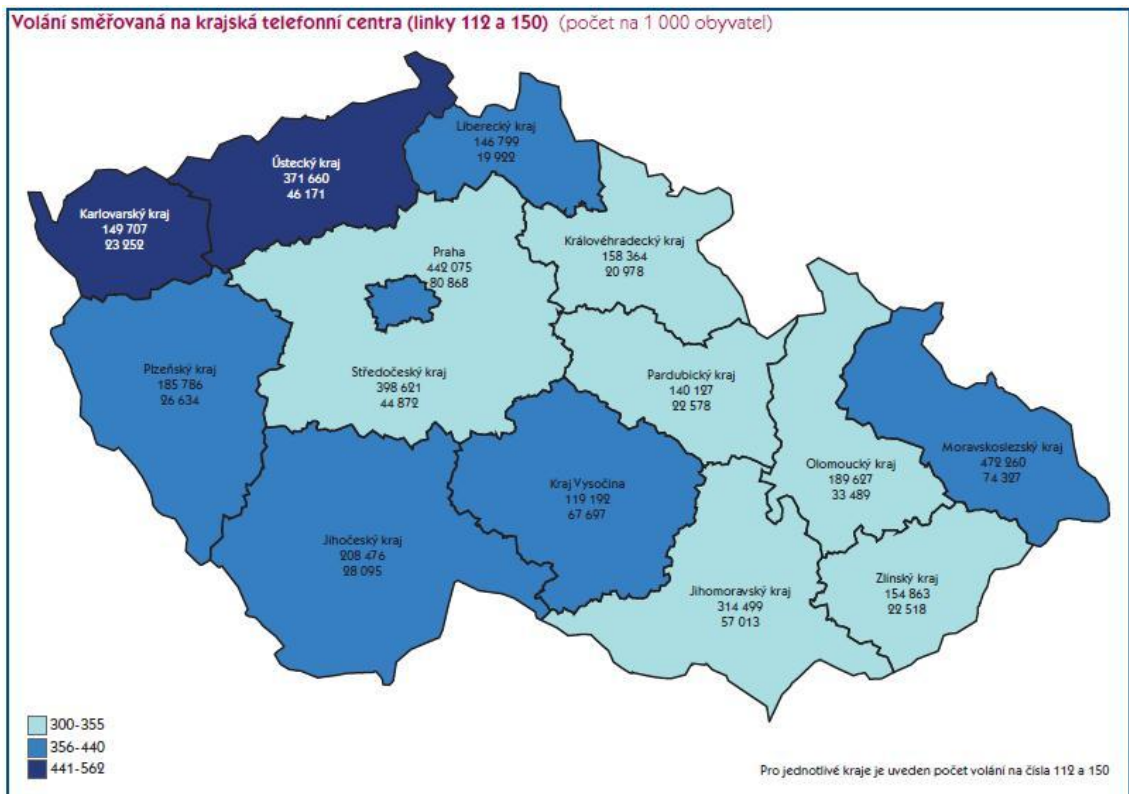 Volání směřovaná na krajská telefonní centra (linky 112 a 150) (počet na 1 000 obyvatel)
Liberecký kraj
146 799
19 922
Ústecký kraj
371 660
46 171
Karlovarský kraj
149 707
23 252
Královéhradecký kraj
158 364
20 978
Praha
442 075
80 868
Plzeňský kraj
185 786
26 634
Středočeský kraj
398 621
44 872
Pardubický kraj
140 127
22 578
Moravskoslezský kraj
472 260
74 327
Olomoucký kraj
189 627
33 489
Kraj Vysočina
119 192
67 697
Jihočeský kraj
208 476
28 095
Zlínský kraj
154 863
22 518
Jihomoravský kraj
314 499
57 013
300-355
356-440
441-562
Pro jednotlivé kraje je uveden počet volání na čísla 112 a 150